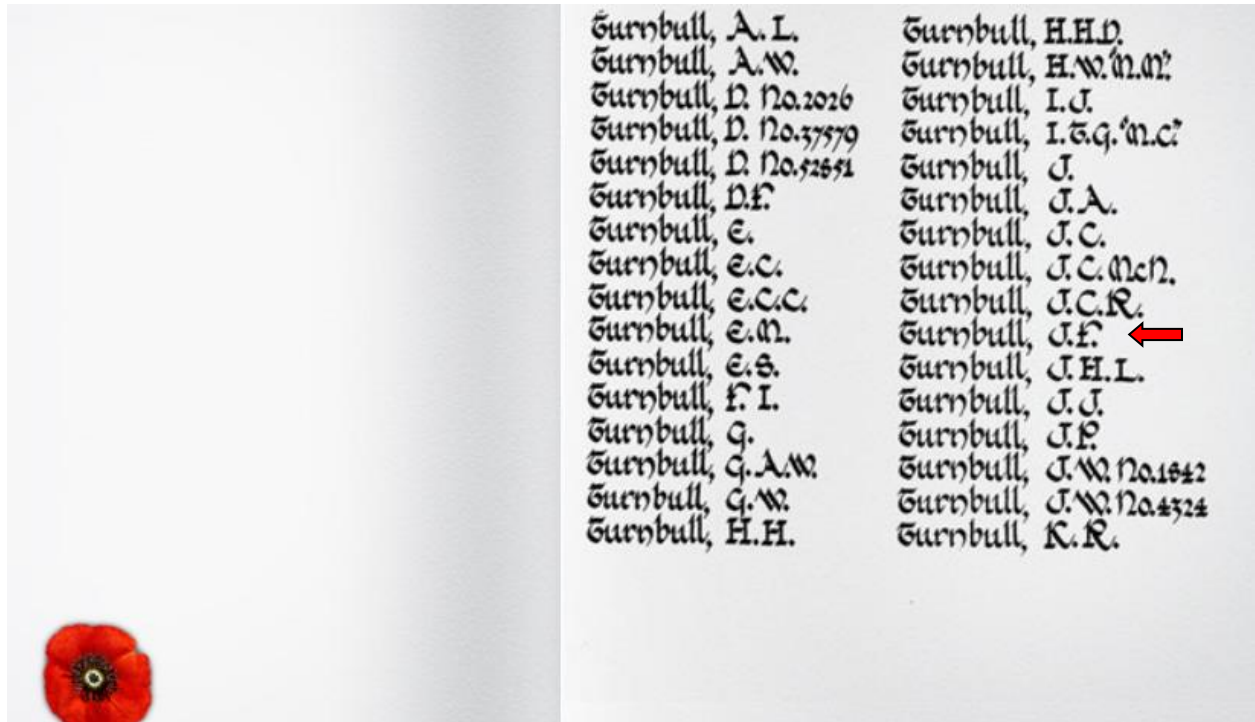 Turnbull, A. L.
Turnbull, A.W.
Turnbull, D. No.2026
Turnbull, D. No.37579
Turnbull, D. No.52851
Turnbull, D.F.
Turnbull, E.
Turnbull, E.C.
Turnbull, E.C.C.
Turnbull, E.M.
Turnbull, E.S.
Turnbull, F. I.
Turnbull, G.
Turnbull, G.A.W.
Turnbull, G.W.
Turnbull, H.H.
Turnbull, H.H.D.
Turnbull, H.W. "M.M."
Turnbull, I.J.
Turnbull, I.T.G. "M.C."
Turnbull, J.
Turnbull, J.A.
Turnbull, J.C.
Turnbull, J.C. McN.
Turnbull, J.C.R.
Turnbull, J.F.
Turnbull, J.H.L.
Turnbull, J.J.
Turnbull, J.P.
Turnbull, J.W. No.1842
Turnbull, J.W. No.4324
Turnbull, K.R.